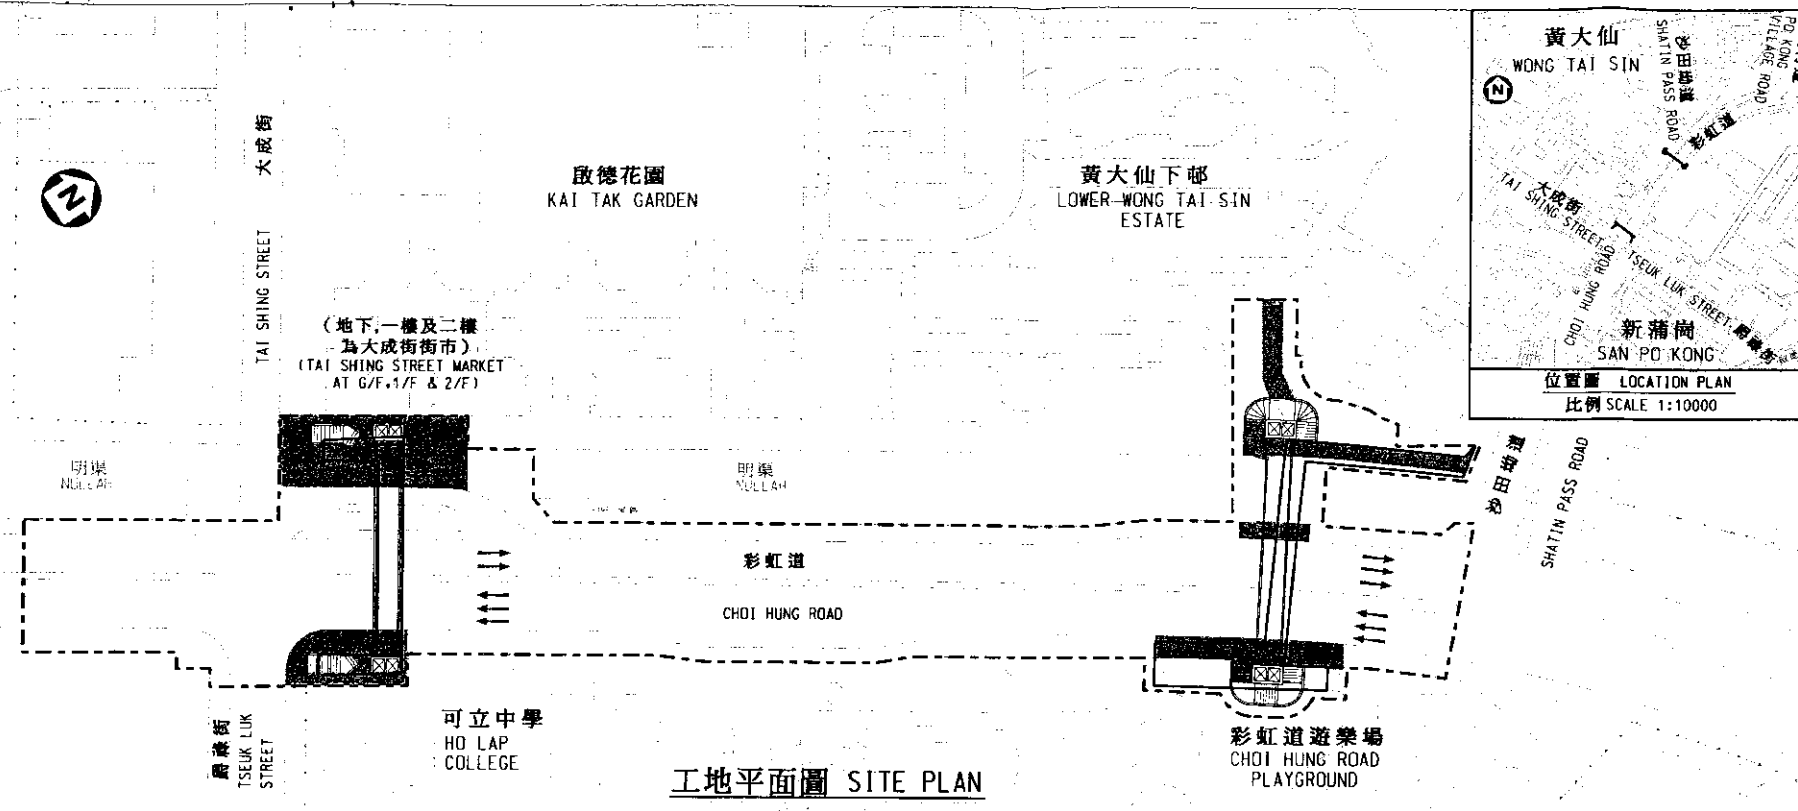 大成街
TAI SHING STREET
啟德花園
KAI TAK GARDEN
黃大仙下邨
LOWER WONG TAI SIN
ESTATE
(地下,一樓及二樓
為大成街街市)
(TAI SHING STREET MARKET
AT G/F,1/F & 2/F)
明渠
NULLAH
明渠
NULLAH
彩虹道
CHOI HUNG ROAD
沙田坳道
SHATIN PASS ROAD
爵祿街
TSEUK LUK
STREET
可立中學
HO LAP
COLLEGE
彩虹道遊樂場
CHOI HUNG ROAD
PLAYGROUND
工地平面圖 SITE PLAN
N
黃大仙
WONG TAI SIN
N
沙田坳道
SHATIN PASS ROAD
PO KONG
VILLAGE ROAD
彩虹道
大成街
TAI SHING STREET
CHOI HUNG ROAD
TSEUK LUK STREET
爵祿街
新蒲崗
SAN PO KONG
位置圖 LOCATION PLAN
比例 SCALE 1:10000